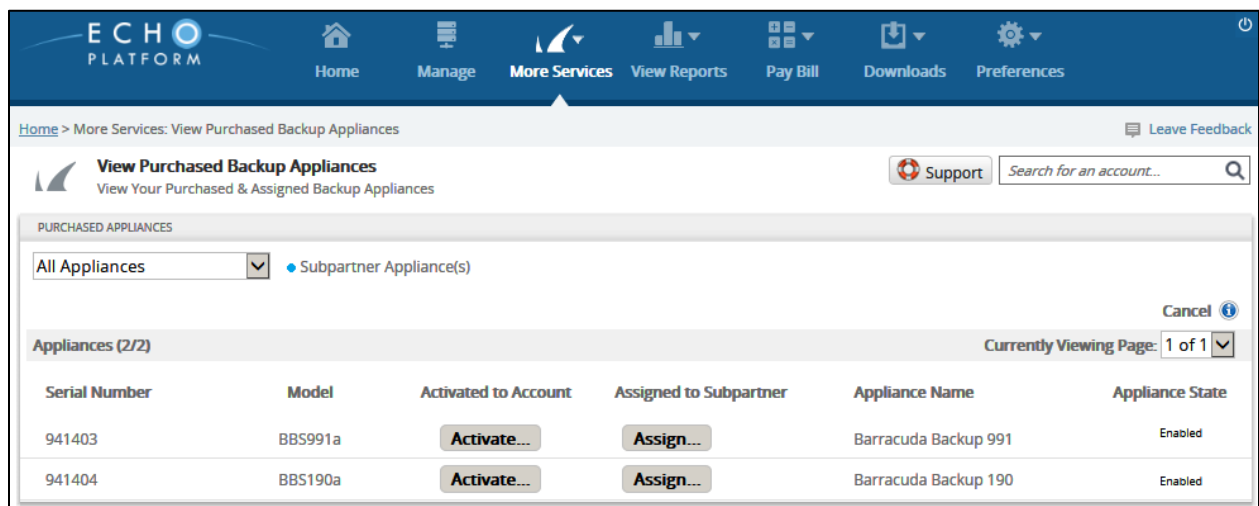 ECHO
PLATFORM
Home
Manage
More Services
View Reports
Pay Bill
Downloads
Preferences
Home > More Services: View Purchased Backup Appliances
Leave Feedback
View Purchased Backup Appliances
View Your Purchased & Assigned Backup Appliances
Support
Search for an account...
PURCHASED APPLIANCES
All Appliances
Subpartner Appliance(s)
Cancel
Appliances (2/2)
Currently Viewing Page: 1 of 1
Serial Number Model Activated to Account Assigned to Subpartner Appliance Name Appliance State
941403 BBS991a Activate... Assign... Barracuda Backup 991 Enabled
941404 BBS190a Activate... Assign... Barracuda Backup 190 Enabled